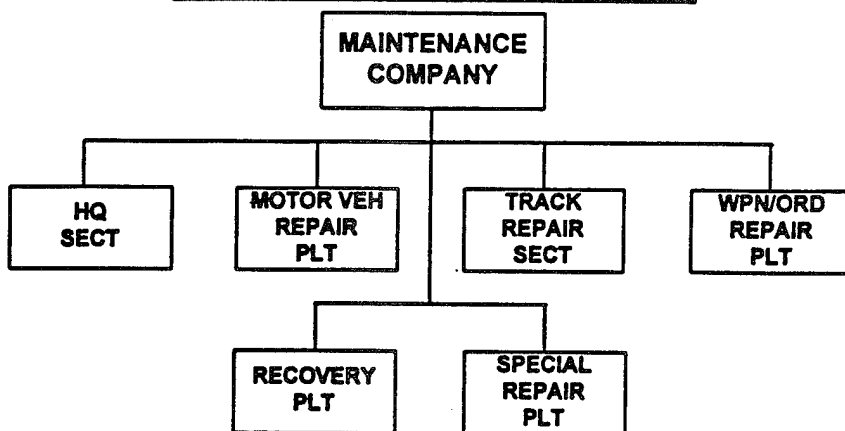 MAINTENANCE
COMPANY
HQ
SECT
MOTOR VEH
REPAIR
PLT
TRACK
REPAIR
SECT
WPN/ORD
REPAIR
PLT
RECOVERY
PLT
SPECIAL
REPAIR
PLT